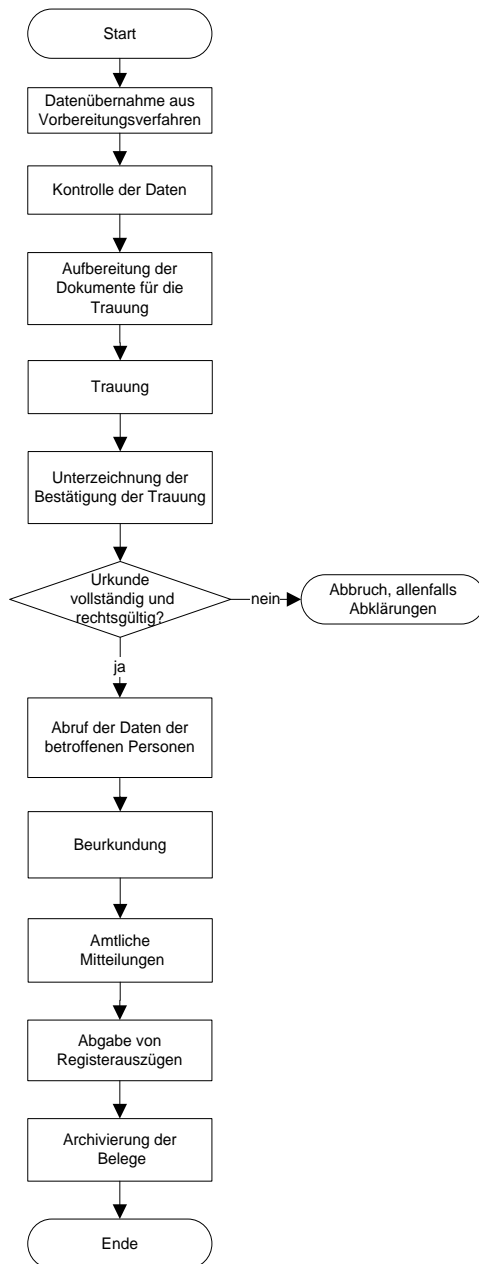 Start
Datenübernahme aus
Vorbereitungsverfahren
Kontrolle der Daten
Aufbereitung der
Dokumente für die
Trauung
Trauung
Unterzeichnung der
Bestätigung der Trauung
Urkunde
vollständig und
rechtsgültig?
nein
Abbruch, allenfalls
Abklärungen
ja
Abruf der Daten der
betroffenen Personen
Beurkundung
Amtliche
Mitteilungen
Abgabe von
Registerauszügen
Archivierung der
Belege
Ende